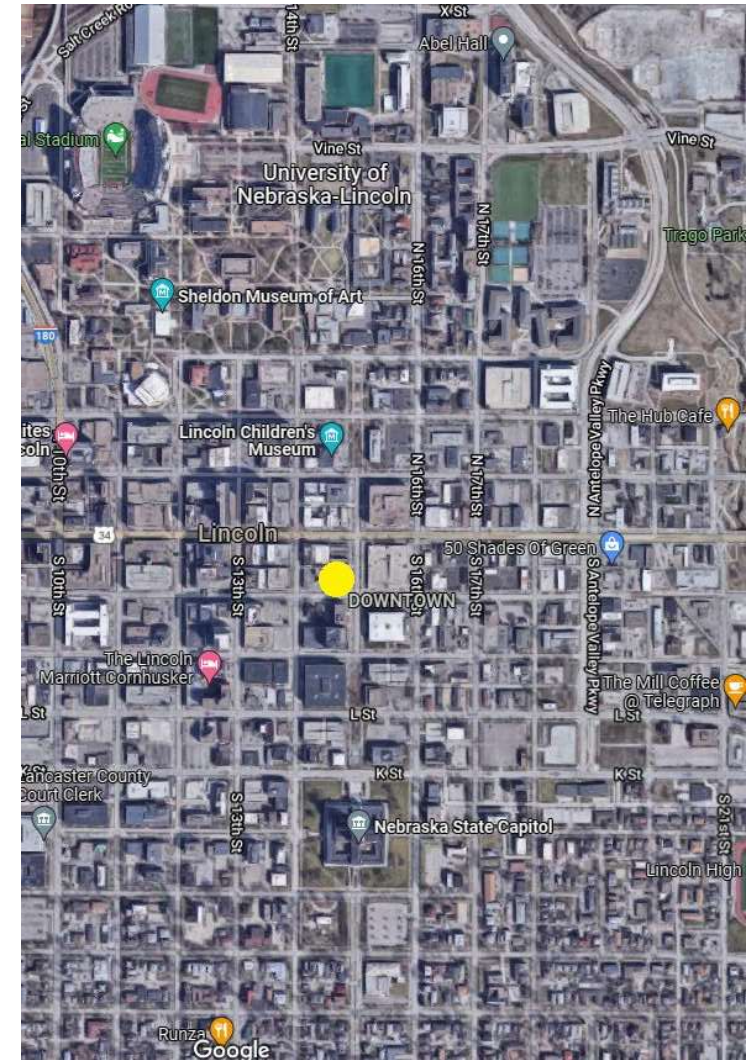 X St
14th St
Salt Creek Ro
Abel Hall
al Stadium
Vine St
Vine St
University of
Nebraska-Lincoln
N 17th St
Trago Park
N 16th St
Sheldon Museum of Art
180
N Antelope Valley Pkwy
The Hub Cafe
ites
coln
Lincoln Children's
Museum
10th St
N 16th St
N 17th St
34
Lincoln
50 Shades Of Green
S 10th St
S 13th St
S 16th St
S 17th St
DOWNTOWN
S Antelope Valley Pkwy
The Lincoln
Marriott Cornhusker
The Mill Coffee
@ Telegraph
L St
L St
L St
K St
K St
Lancaster County
Court Clerk
S 13th St
Nebraska State Capitol
S 21st St
Lincoln High
Runza
Google